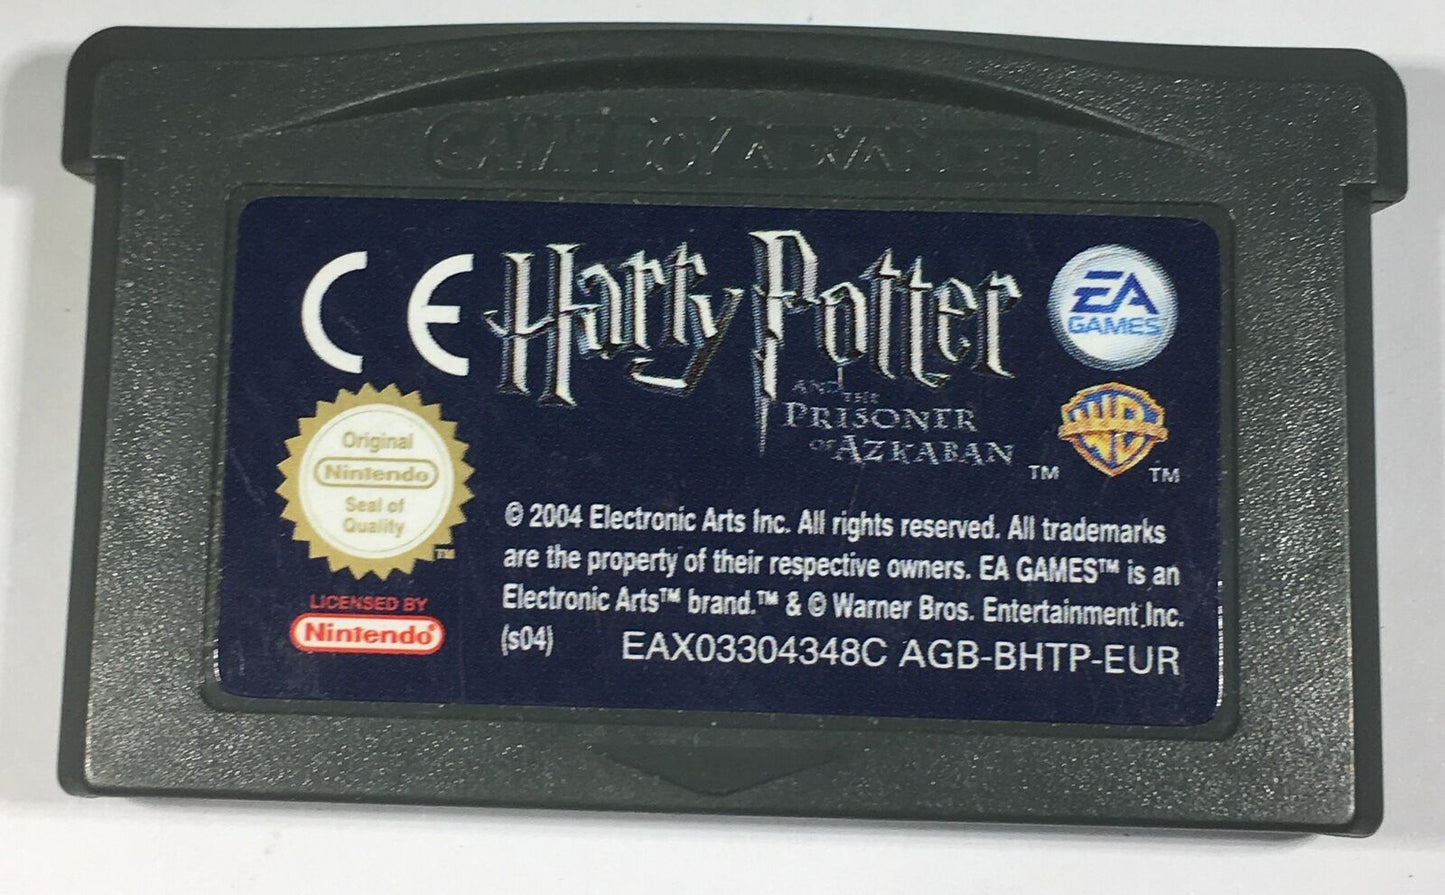 GAME BOY ADVANCE
CE
Harry Potter
AND THE
PRISONER
OF AZKABAN
TM
EA
GAMES
WB
TM
Original
Nintendo
Seal of
Quality
TM
LICENSED BY
Nintendo®
© 2004 Electronic Arts Inc. All rights reserved. All trademarks
are the property of their respective owners. EA GAMES™ is an
Electronic Arts™ brand.™ & © Warner Bros. Entertainment Inc.
(s04)
EAX03304348C AGB-BHTP-EUR